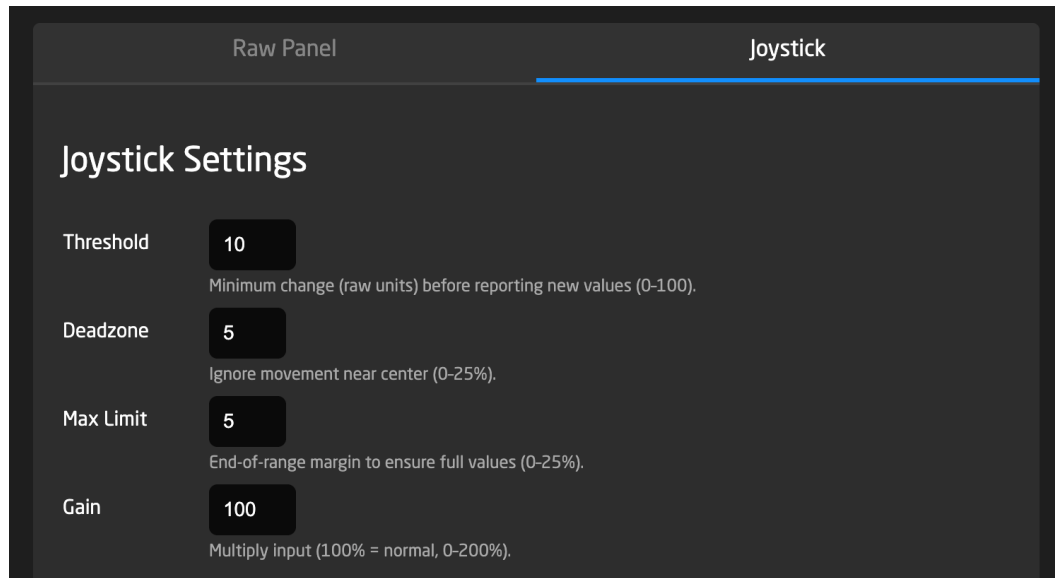 Raw Panel
Joystick
Joystick Settings
Threshold
10
Minimum change (raw units) before reporting new values (0–100).
Deadzone
5
Ignore movement near center (0–25%).
Max Limit
5
End-of-range margin to ensure full values (0–25%).
Gain
100
Multiply input (100% = normal, 0–200%).